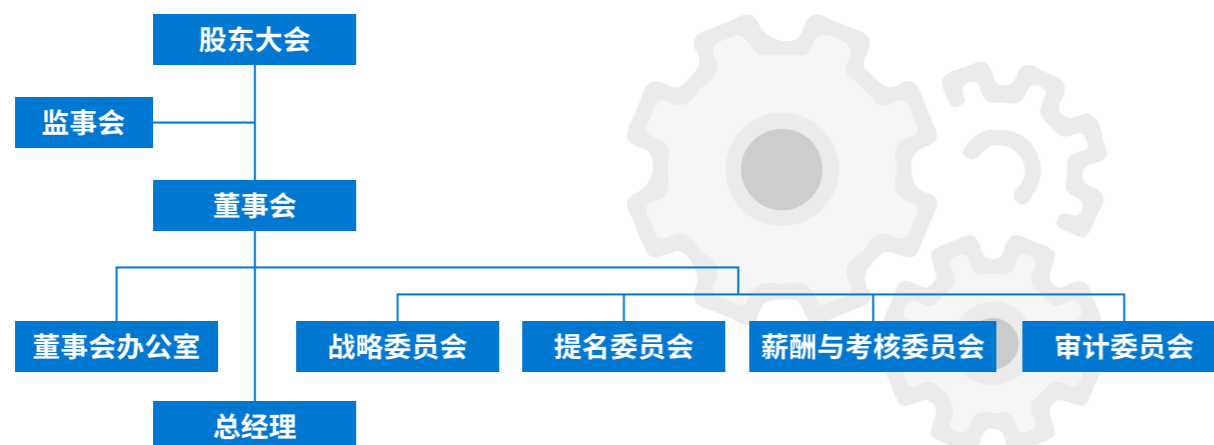 股东大会
监事会
董事会
董事会办公室
战略委员会
提名委员会
薪酬与考核委员会
审计委员会
总经理